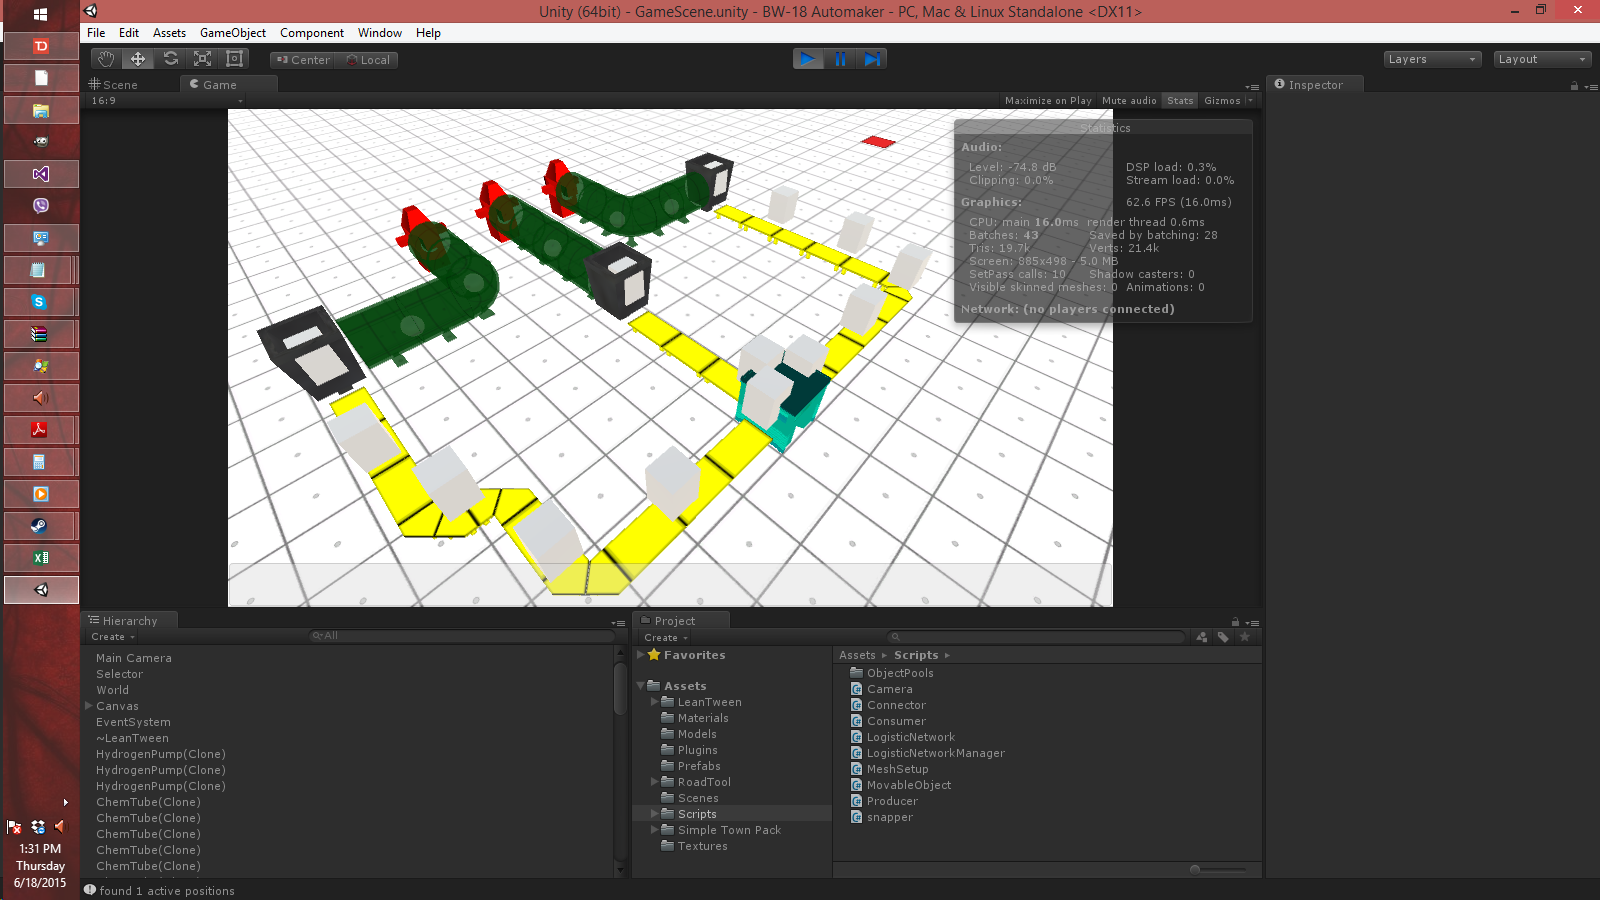 Unity (64bit) - GameScene.unity - BW-18 Automaker - PC, Mac & Linux Standalone <DX11>
File Edit Assets GameObject Component Window Help
Center Local
Layers Layout
Scene Game
Inspector
16:9
Maximize on Play Mute audio Stats Gizmos
Statistics
Audio:
Level: -74.8 dB DSP load: 0.3%
Clipping: 0.0% Stream load: 0.0%
Graphics: 62.6 FPS (16.0ms)
CPU: main 16.0ms render thread 0.6ms
Batches: 43 Saved by batching: 28
Tris: 19.7k Verts: 21.4k
Screen: 885x498 - 5.0 MB
SetPass calls: 10 Shadow casters: 0
Visible skinned meshes: 0 Animations: 0
Network: (no players connected)
Hierarchy
Create All
Main Camera
Selector
World
Canvas
EventSystem
~LeanTween
HydrogenPump(Clone)
HydrogenPump(Clone)
HydrogenPump(Clone)
ChemTube(Clone)
ChemTube(Clone)
ChemTube(Clone)
ChemTube(Clone)
ChemTube(Clone)
Project
Create
Favorites
Assets
LeanTween
Materials
Models
Plugins
Prefabs
RoadTool
Scenes
Scripts
Simple Town Pack
Textures
Assets Scripts
ObjectPools
Camera
Connector
Consumer
LogisticNetwork
LogisticNetworkManager
MeshSetup
MovableObject
Producer
snapper
found 1 active positions
1:31 PM
Thursday
6/18/2015